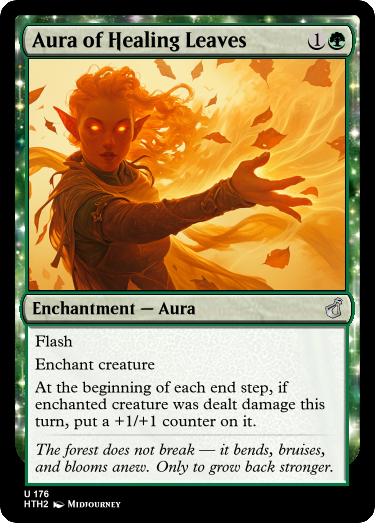 Aura of Healing Leaves 1
Enchantment — Aura
Flash
Enchant creature
At the beginning of each end step, if
enchanted creature was dealt damage this
turn, put a +1/+1 counter on it.
The forest does not break — it bends, bruises,
and blooms anew. Only to grow back stronger.
U 176
HTH2 Midjourney